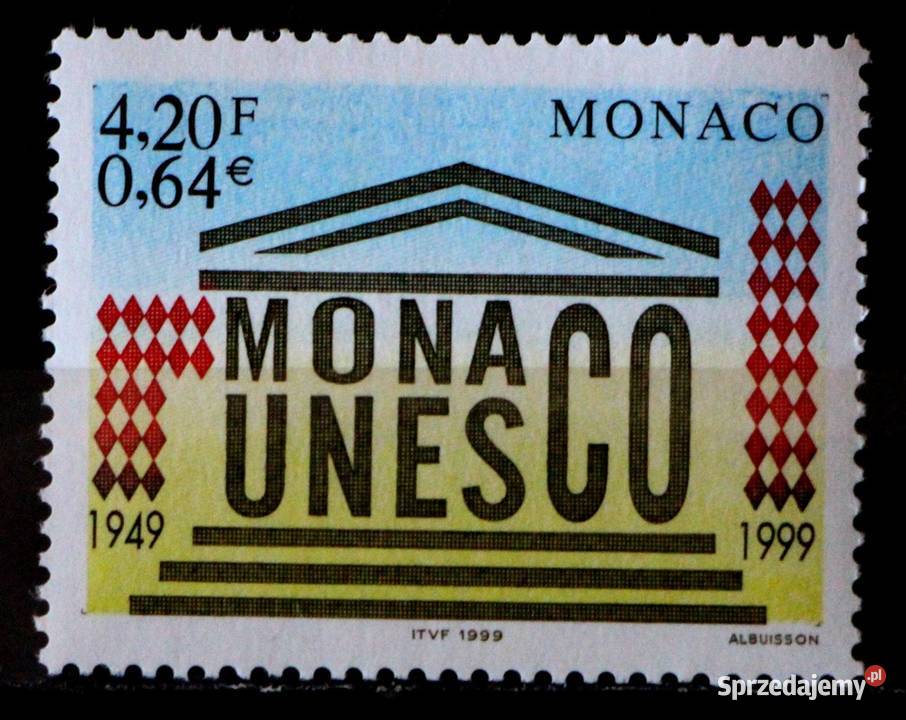 4,20F
0,64€
MONACO
MONACO
UNESCO
1949
1999
ITVF 1999
ALBUISSON
Sprzedajemy.pl